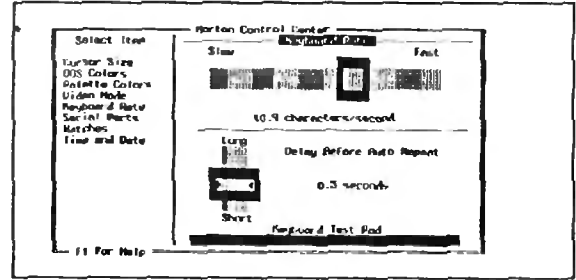 Norton Control Center
Select Item
Cursor Size
DOS Colors
Palette Colors
Video Mode
Keyboard Rate
Serial Ports
Watches
Time and Date
Keyboard Rate
Slow Fast
characters/second
Long
Delay Before Auto Repeat
0.5 seconds
Short
Keyboard Test Pad
F1 For Help